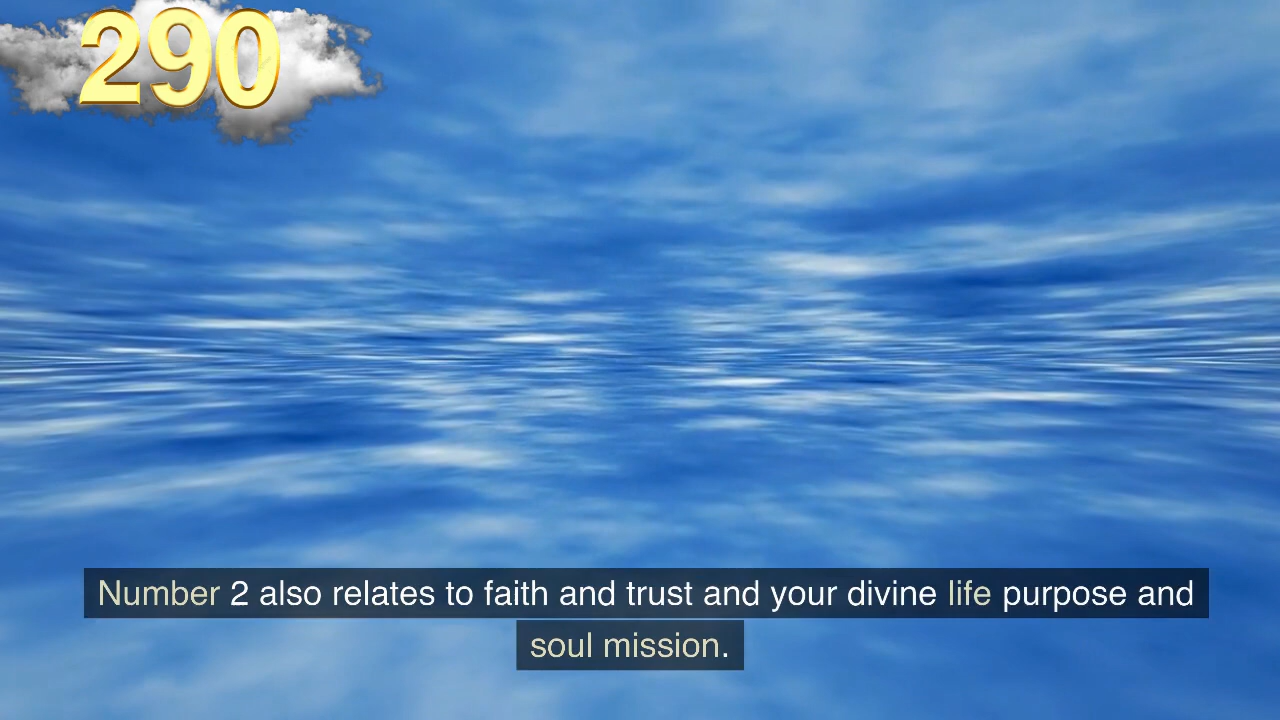 290
Number 2 also relates to faith and trust and your divine life purpose and
soul mission.